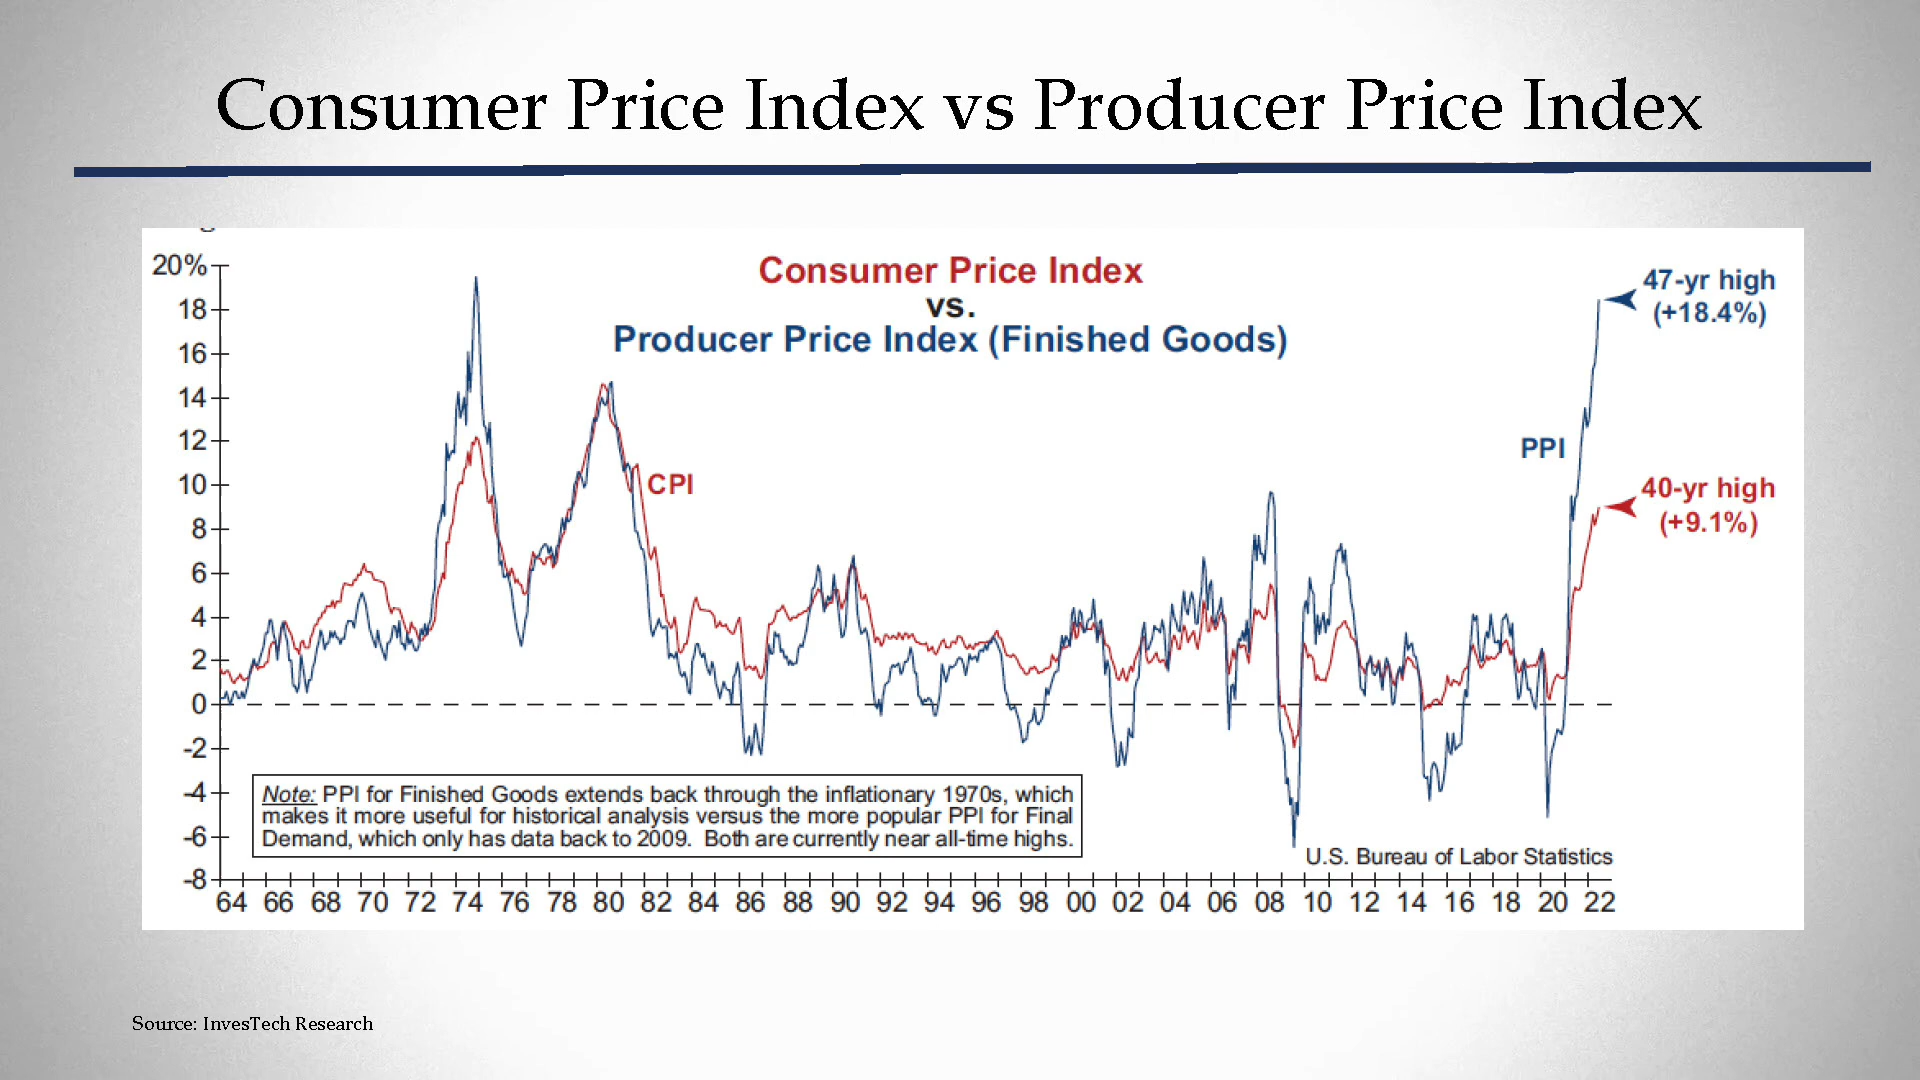 Consumer Price Index vs Producer Price Index
Consumer Price Index
vs.
Producer Price Index (Finished Goods)
20%
18
16
14
12
10
8
6
4
2
0
-2
-4
-6
-8
CPI
PPI
47-yr high
(+18.4%)
40-yr high
(+9.1%)
Note: PPI for Finished Goods extends back through the inflationary 1970s, which
makes it more useful for historical analysis versus the more popular PPI for Final
Demand, which only has data back to 2009. Both are currently near all-time highs.
U.S. Bureau of Labor Statistics
64 66 68 70 72 74 76 78 80 82 84 86 88 90 92 94 96 98 00 02 04 06 08 10 12 14 16 18 20 22
Source: InvesTech Research